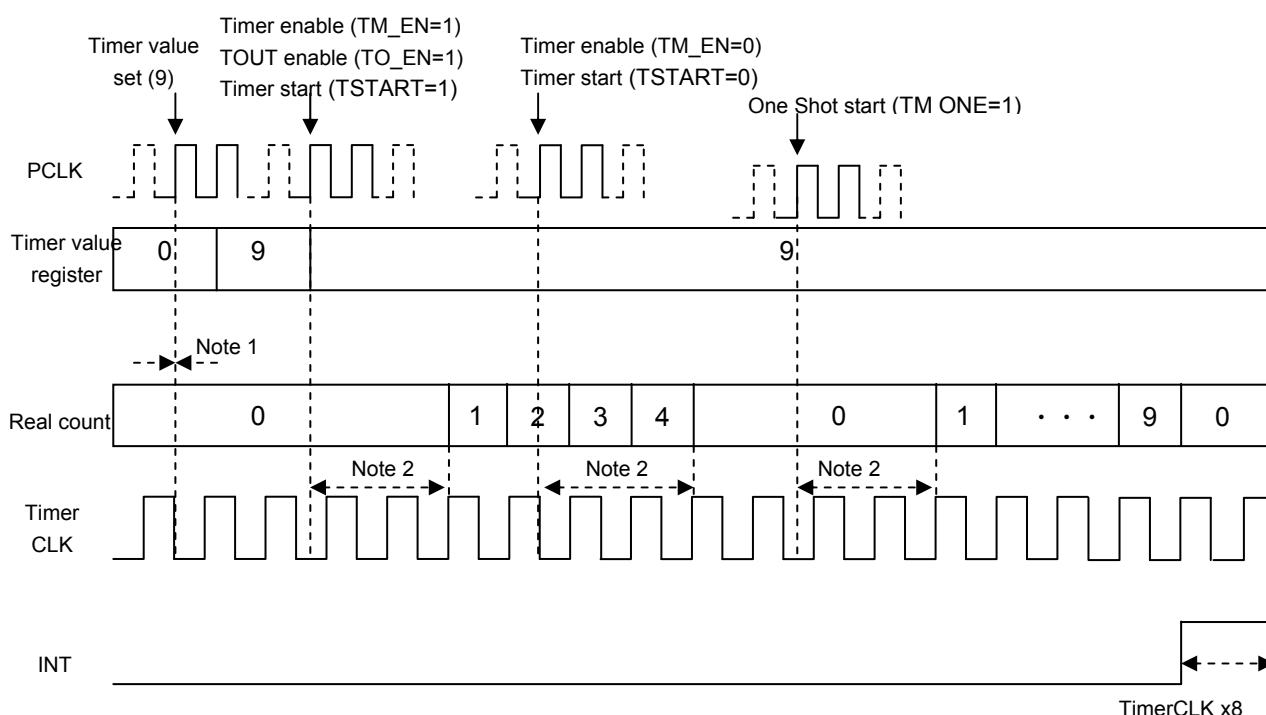 Timer value
set (9)
Timer enable (TM_EN=1)
TOUT enable (TO_EN=1)
Timer start (TSTART=1)
Timer enable (TM_EN=0)
Timer start (TSTART=0)
One Shot start (TM ONE=1)
PCLK
Timer value
register
0 9 9
Note 1
Real count
0 1 2 3 4 0 1 · · · 9 0
Note 2 Note 2 Note 2
Timer
CLK
INT
TimerCLK x8